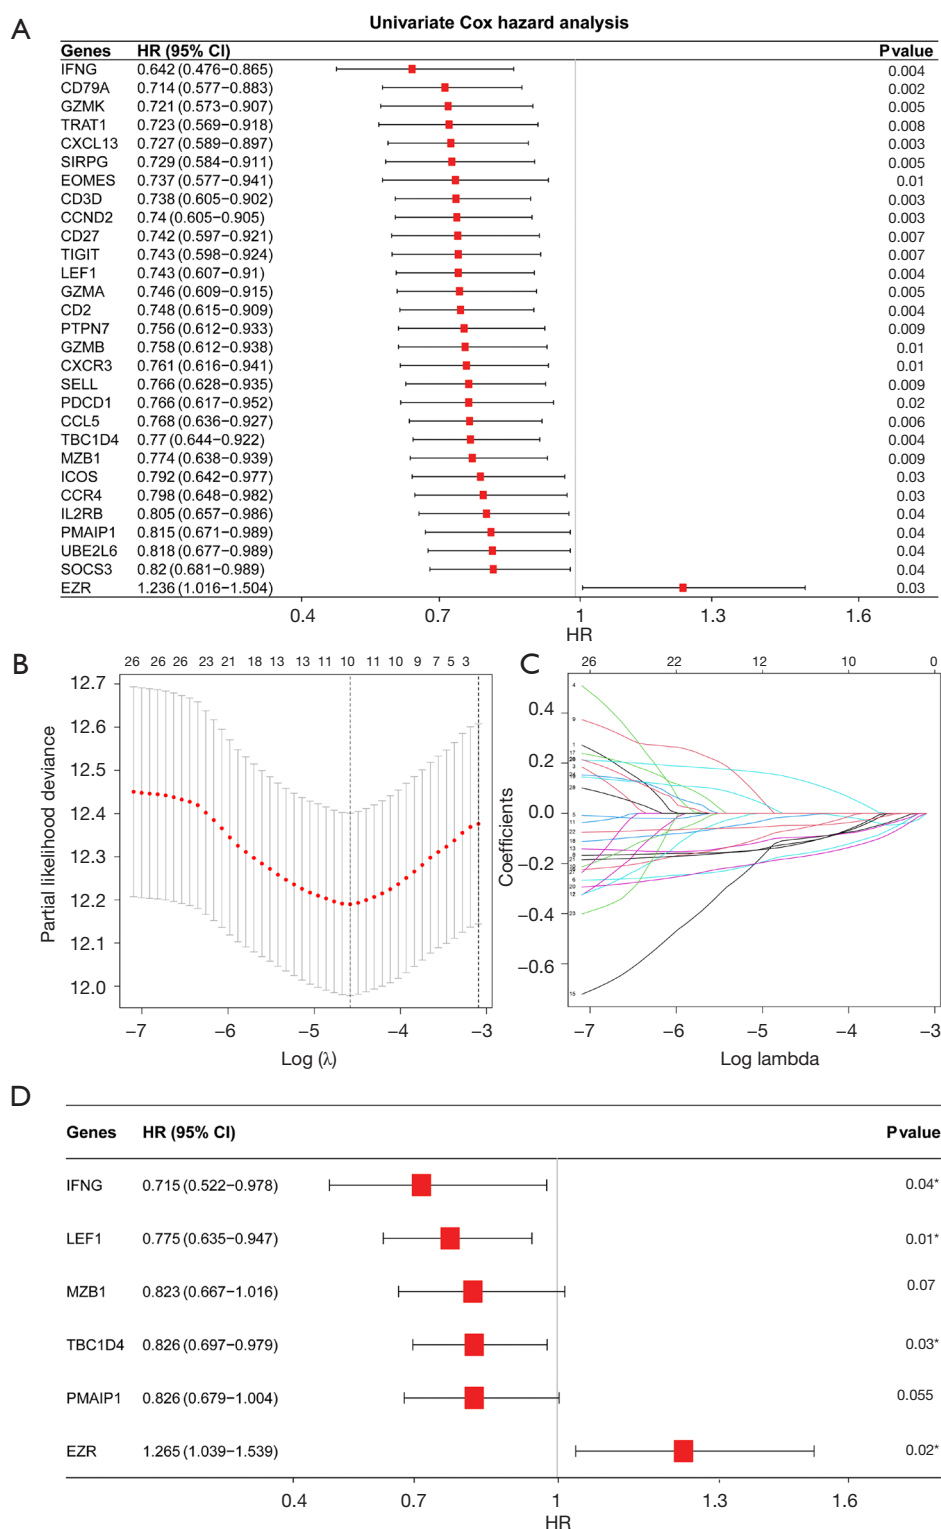 A
Univariate Cox hazard analysis
Genes HR (95% CI) P value
IFNG 0.642 (0.476−0.865) 0.004
CD79A 0.714 (0.577−0.883) 0.002
GZMK 0.721 (0.573−0.907) 0.005
TRAT1 0.723 (0.569−0.918) 0.008
CXCL13 0.727 (0.589−0.897) 0.003
SIRPG 0.729 (0.584−0.911) 0.005
EOMES 0.737 (0.577−0.941) 0.01
CD3D 0.738 (0.605−0.902) 0.003
CCND2 0.74 (0.605−0.905) 0.003
CD27 0.742 (0.597−0.921) 0.007
TIGIT 0.743 (0.598−0.924) 0.007
LEF1 0.743 (0.607−0.91) 0.004
GZMA 0.746 (0.609−0.915) 0.005
CD2 0.748 (0.615−0.909) 0.004
PTPN7 0.756 (0.612−0.933) 0.009
GZMB 0.758 (0.612−0.938) 0.01
CXCR3 0.761 (0.616−0.941) 0.01
SELL 0.766 (0.628−0.935) 0.009
PDCD1 0.766 (0.617−0.952) 0.02
CCL5 0.768 (0.636−0.927) 0.006
TBC1D4 0.77 (0.644−0.922) 0.004
MZB1 0.774 (0.638−0.939) 0.009
ICOS 0.792 (0.642−0.977) 0.03
CCR4 0.798 (0.648−0.982) 0.03
IL2RB 0.805 (0.657−0.986) 0.04
PMAIP1 0.815 (0.671−0.989) 0.04
UBE2L6 0.818 (0.677−0.989) 0.04
SOCS3 0.82 (0.681−0.989) 0.04
EZR 1.236 (1.016−1.504) 0.03
0.4 0.7 1 1.3 1.6
HR
B
26 26 26 23 21 18 13 13 11 10 11 10 9 7 5 3
12.7
12.6
12.5
12.4
12.3
12.2
12.1
12.0
Partial likelihood deviance
−7 −6 −5 −4 −3
Log (λ)
C
26 22 12 10 0
0.4
0.2
0.0
−0.2
−0.4
−0.6
Coefficients
4
9
1
17
3
28
5
11
22
18
6
20
12
23
15
−7 −6 −5 −4 −3
Log lambda
D
Genes HR (95% CI) P value
IFNG 0.715 (0.522−0.978) 0.04*
LEF1 0.775 (0.635−0.947) 0.01*
MZB1 0.823 (0.667−1.016) 0.07
TBC1D4 0.826 (0.697−0.979) 0.03*
PMAIP1 0.826 (0.679−1.004) 0.055
EZR 1.265 (1.039−1.539) 0.02*
0.4 0.7 1 1.3 1.6
HR